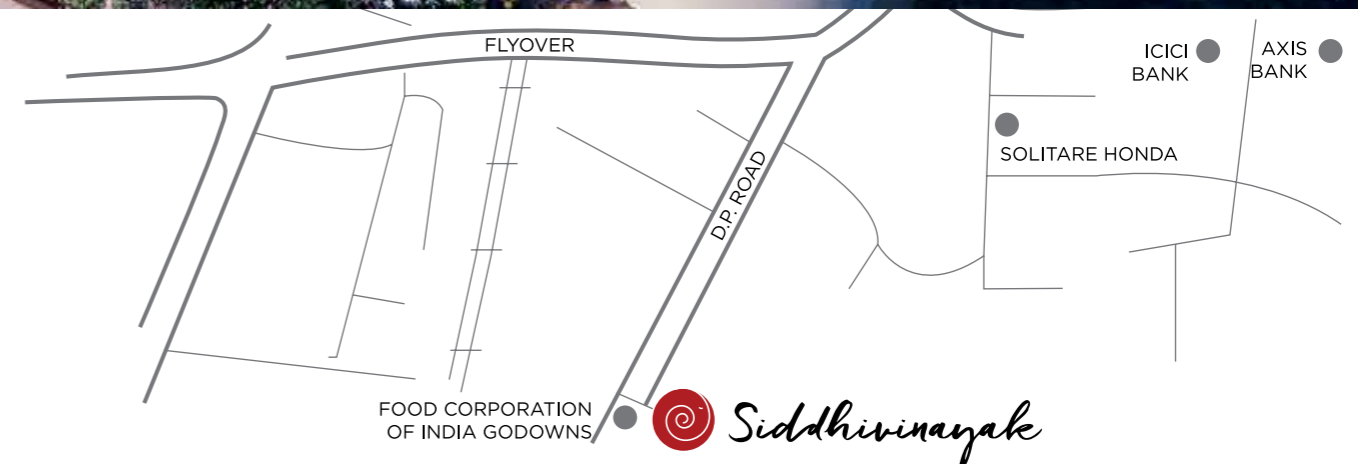 FLYOVER
ICICI
BANK
AXIS
BANK
SOLITARE HONDA
D.P. ROAD
FOOD CORPORATION
OF INDIA GODOWNS
Siddhivinayak